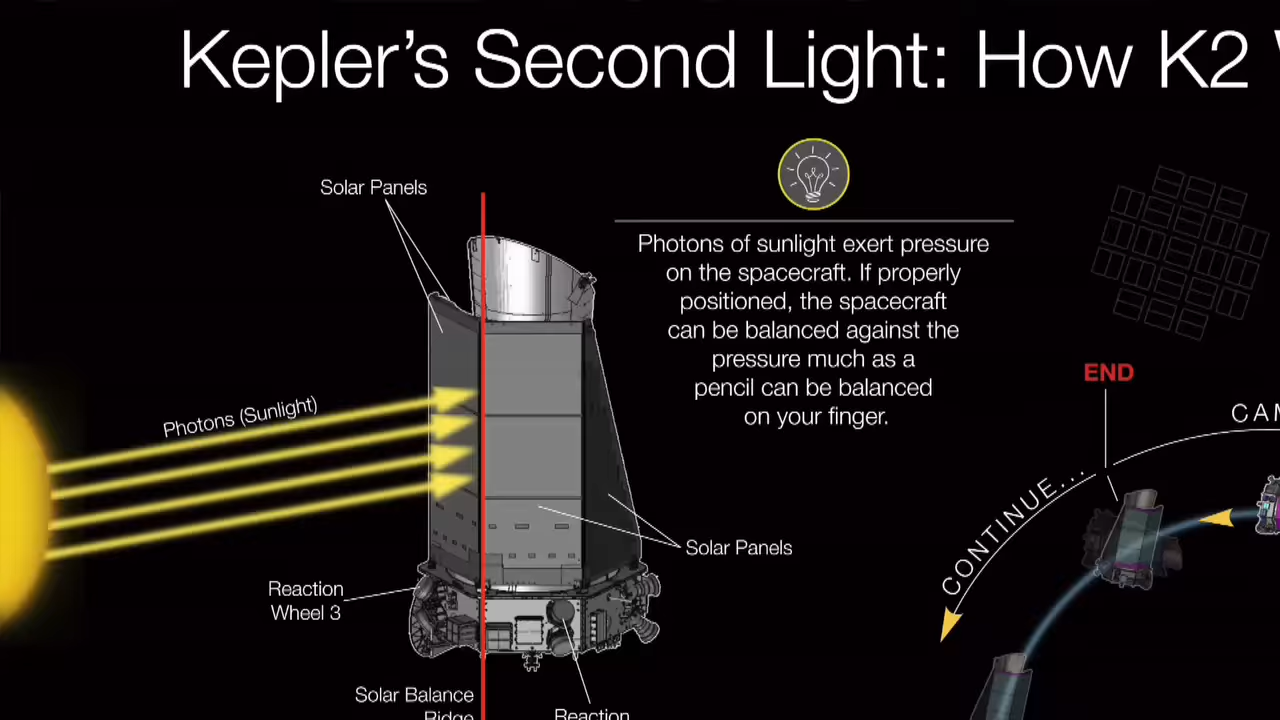 Kepler’s Second Light: How K2
Solar Panels
Photons of sunlight exert pressure
on the spacecraft. If properly
positioned, the spacecraft
can be balanced against the
pressure much as a
pencil can be balanced
on your finger.
Photons (Sunlight)
Solar Panels
Reaction
Wheel 3
Solar Balance
Ridge
Reaction
END
CAM
CONTINUE...